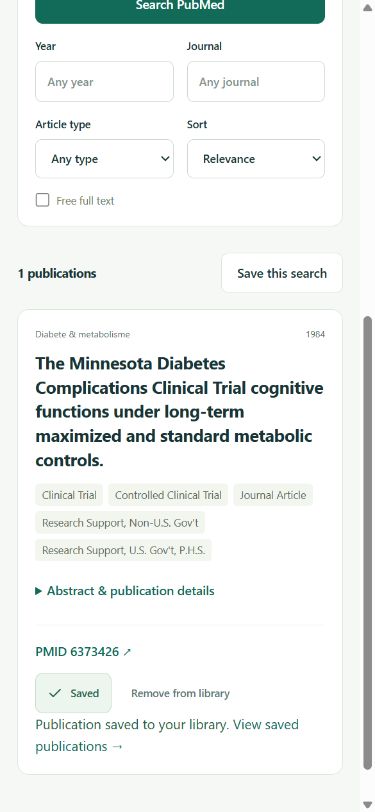 Search PubMed
Year
Journal
Any year
Any journal
Article type
Sort
Any type
Relevance
Free full text
1 publications
Save this search
Diabete & metabolisme
1984
The Minnesota Diabetes
Complications Clinical Trial cognitive
functions under long-term
maximized and standard metabolic
controls.
Clinical Trial
Controlled Clinical Trial
Journal Article
Research Support, Non-U.S. Gov't
Research Support, U.S. Gov't, P.H.S.
▶ Abstract & publication details
PMID 6373426 ↗
✓ Saved
Remove from library
Publication saved to your library. View saved
publications →